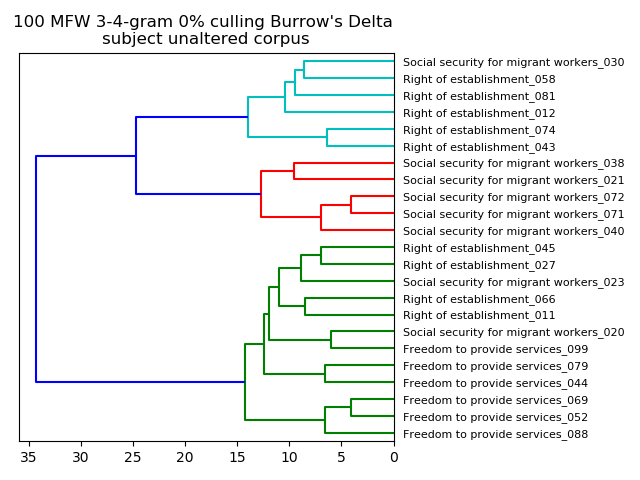 100 MFW 3-4-gram 0% culling Burrow's Delta
subject unaltered corpus
Social security for migrant workers_030
Right of establishment_058
Right of establishment_081
Right of establishment_012
Right of establishment_074
Right of establishment_043
Social security for migrant workers_038
Social security for migrant workers_021
Social security for migrant workers_072
Social security for migrant workers_071
Social security for migrant workers_040
Right of establishment_045
Right of establishment_027
Social security for migrant workers_023
Right of establishment_066
Right of establishment_011
Social security for migrant workers_020
Freedom to provide services_099
Freedom to provide services_079
Freedom to provide services_044
Freedom to provide services_069
Freedom to provide services_052
Freedom to provide services_088
35 30 25 20 15 10 5 0